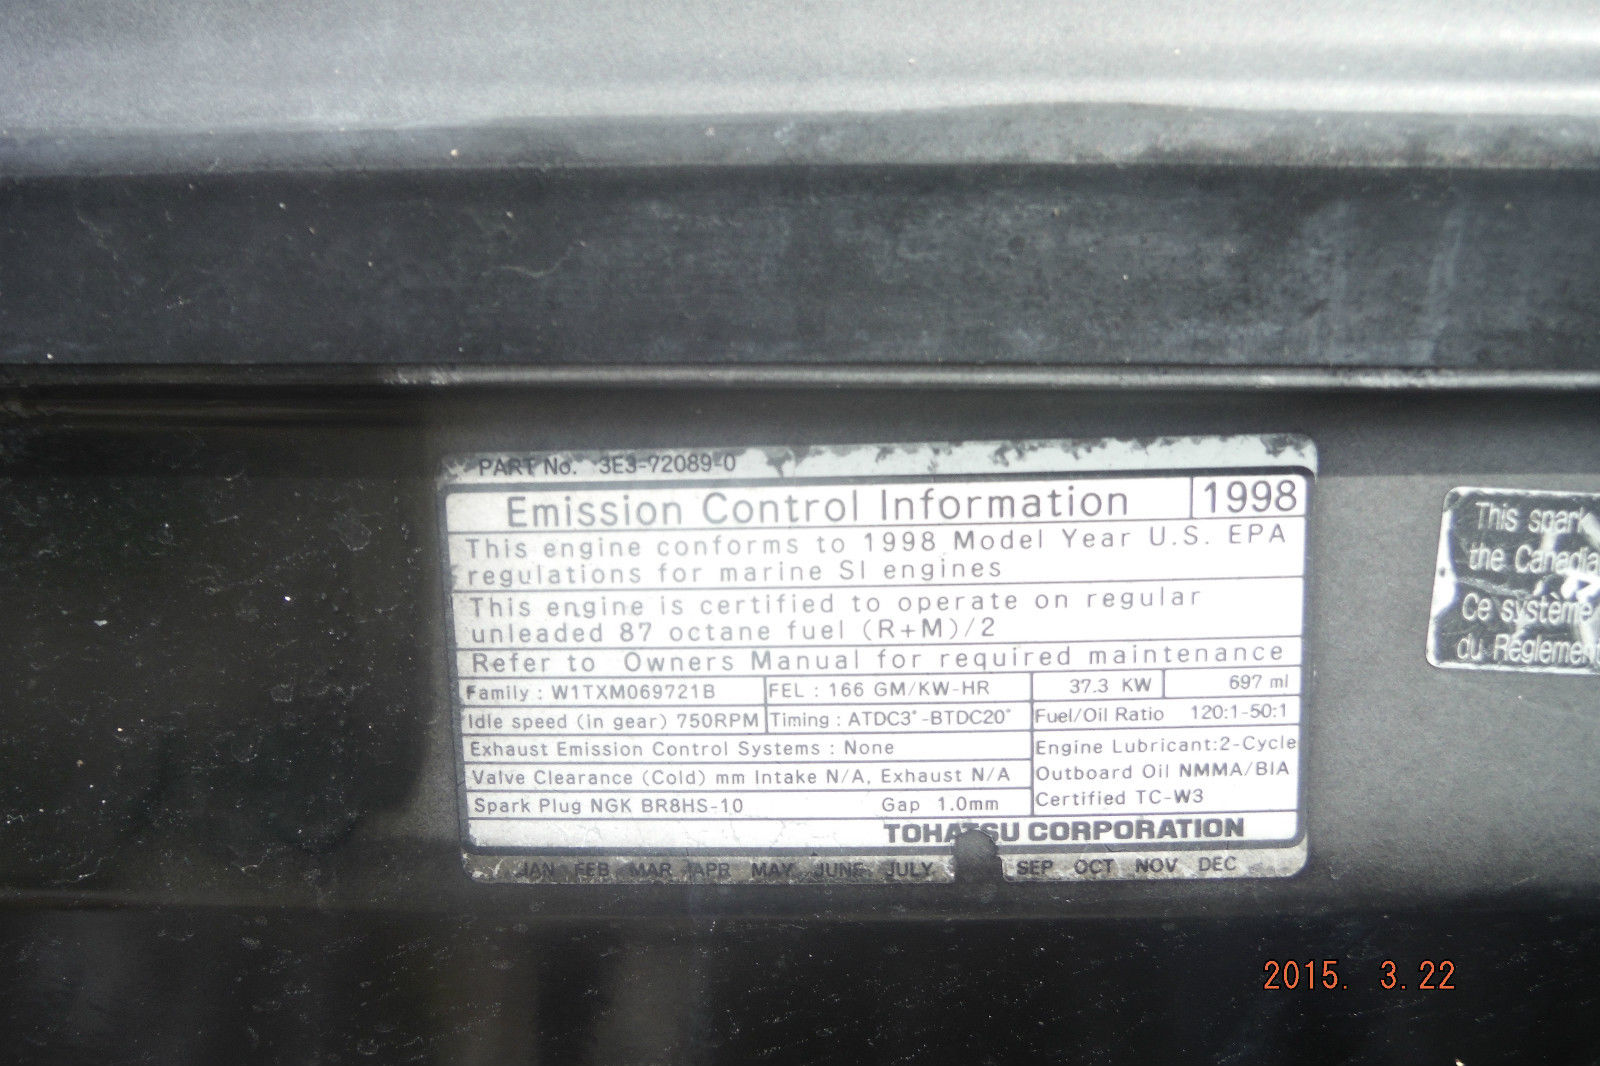 PART No. 3E3-72089-0
Emission Control Information 1998
This engine conforms to 1998 Model Year U.S. EPA
regulations for marine SI engines
This engine is certified to operate on regular
unleaded 87 octane fuel (R+M)/2
Refer to Owners Manual for required maintenance
Family : W1TXM069721B FEL : 166 GM/KW-HR 37.3 KW 697 ml
Idle speed (in gear) 750RPM Timing : ATDC3°-BTDC20° Fuel/Oil Ratio 120:1-50:1
Exhaust Emission Control Systems : None
Engine Lubricant:2-Cycle
Valve Clearance (Cold) mm Intake N/A, Exhaust N/A
Outboard Oil NMMA/BIA
Spark Plug NGK BR8HS-10 Gap 1.0mm
Certified TC-W3
TOHATSU CORPORATION
JAN FEB MAR APR MAY JUNE JULY SEP OCT NOV DEC
This spark
the Canadia
Ce système
du Règlement
2015. 3.22